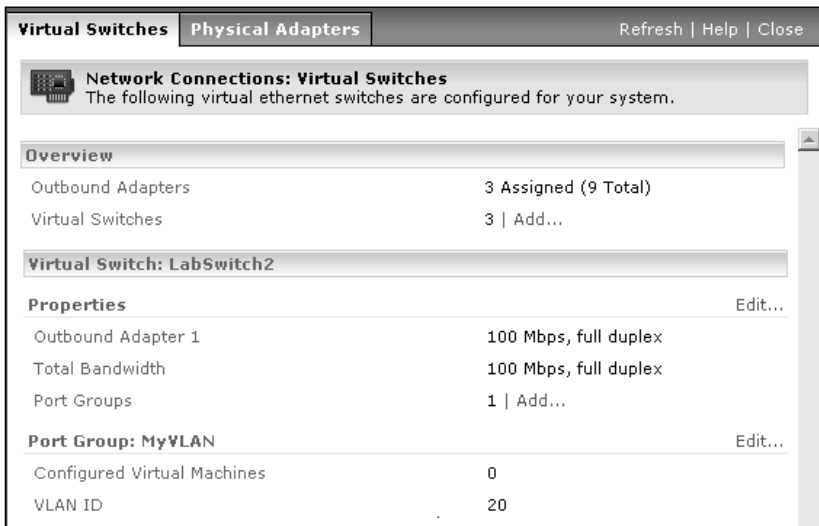 Virtual Switches Physical Adapters Refresh | Help | Close
Network Connections: Virtual Switches
The following virtual ethernet switches are configured for your system.
Overview
Outbound Adapters 3 Assigned (9 Total)
Virtual Switches 3 | Add...
Virtual Switch: LabSwitch2
Properties Edit...
Outbound Adapter 1 100 Mbps, full duplex
Total Bandwidth 100 Mbps, full duplex
Port Groups 1 | Add...
Port Group: MyVLAN Edit...
Configured Virtual Machines 0
VLAN ID 20